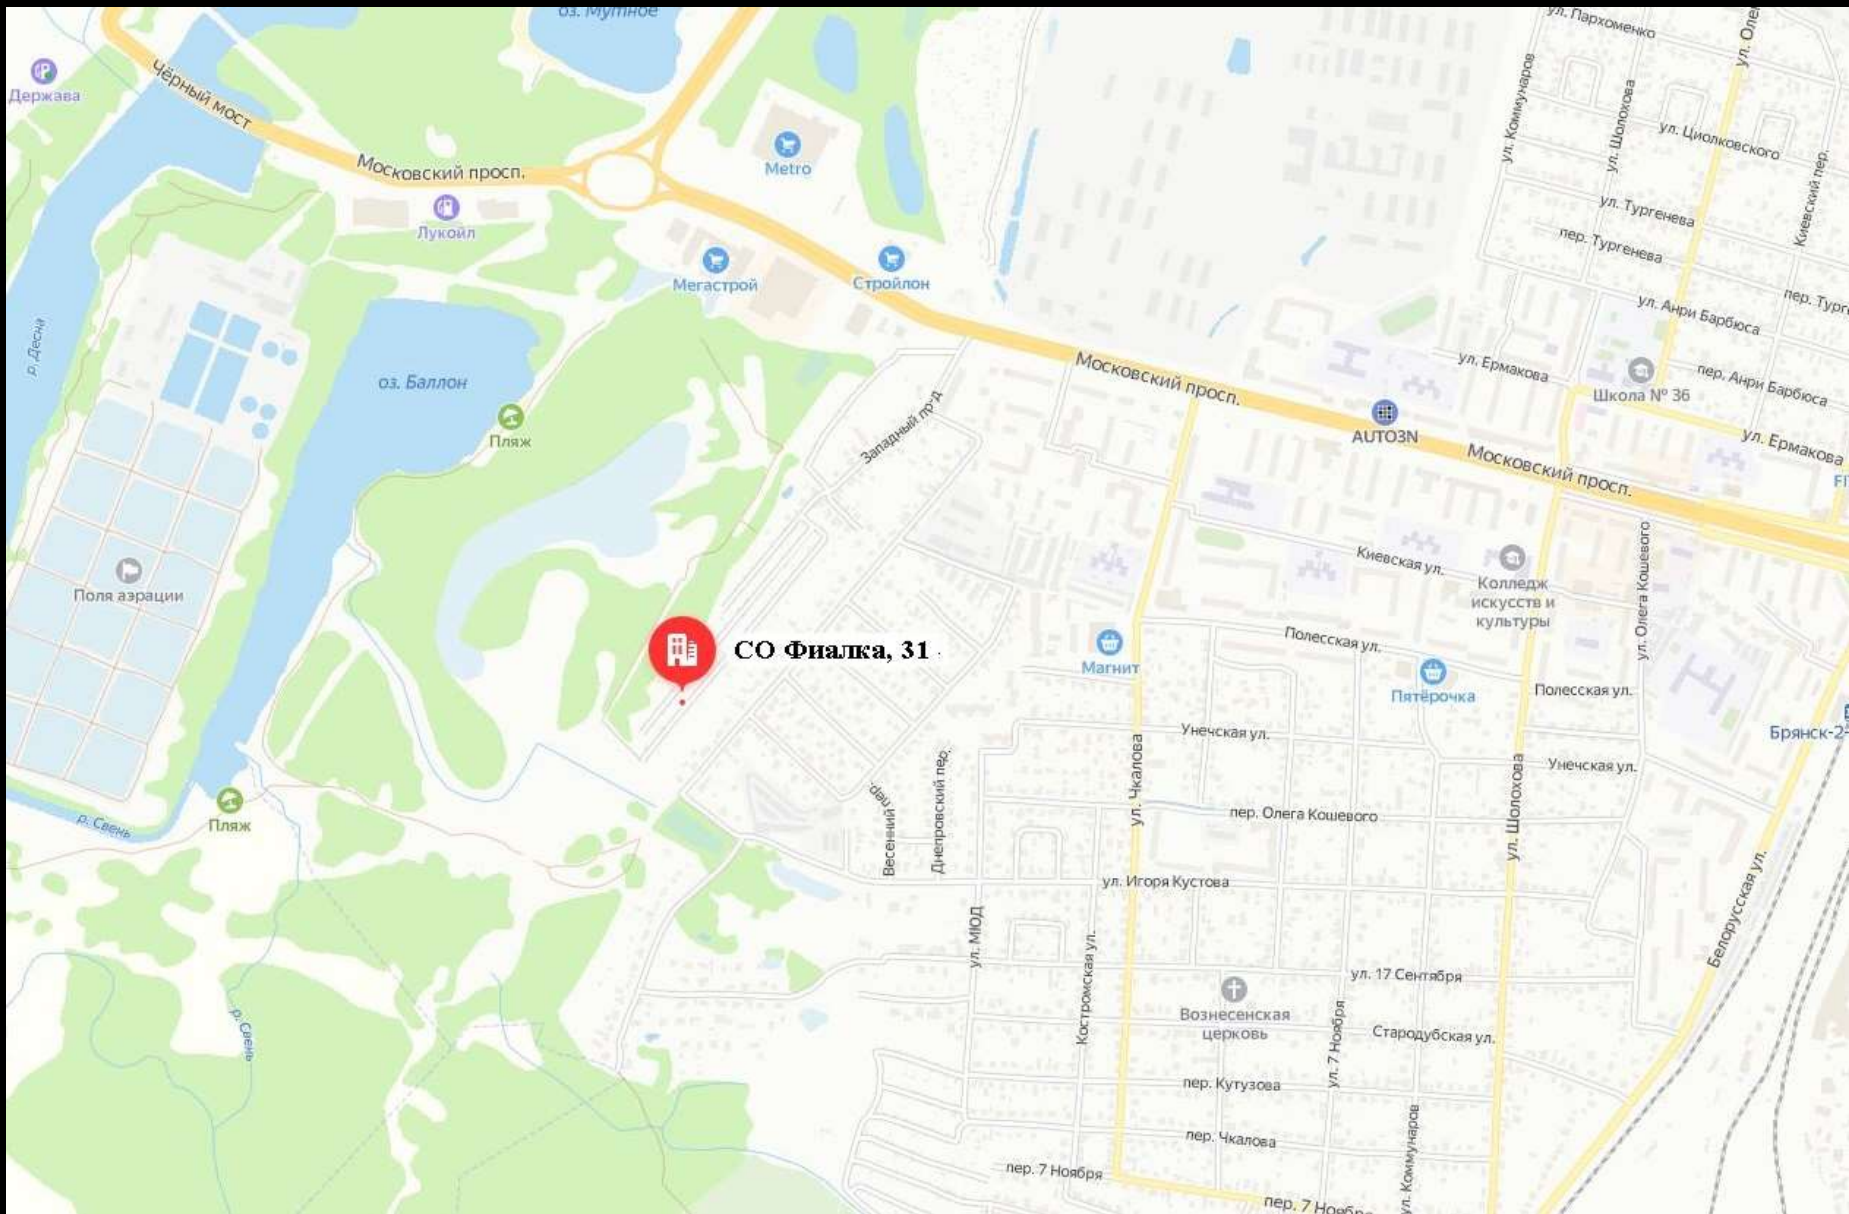 оз. Мутное
ул. Пархоменко
Держава
Чёрный мост
ул. Коммунаров
ул. Шолохова
ул. Циолковского
Московский просп.
Metro
Киевский пер.
ул. Тургенева
Лукойл
пер. Тургенева
Мегастрой
Стройлон
ул. Анри Барбюса
р. Десна
оз. Баллон
Московский просп.
ул. Ермакова
Школа № 36
пер. Анри Барбюса
Пляж
Западный пр-д
AUTO3N
ул. Ермакова
Московский просп.
Киевская ул.
Колледж
искусств и
культуры
ул. Олега Кошевого
Поля аэрации
СО Фиалка, 31
Магнит
Полесская ул.
Пятёрочка
Полесская ул.
Унечская ул.
Брянск-2
ул. Чкалова
ул. Шолохова
Унечская ул.
р. Свень
Пляж
Весенний
пер.
Днепровский пер.
пер. Олега Кошевого
ул. Игоря Кустова
Белорусская ул.
ул. МЮД
Костромская ул.
ул. 17 Сентября
р. Свень
Вознесенская
церковь
ул. 7 Ноября
Стародубская ул.
пер. Кутузова
пер. Чкалова
ул. Коммунаров
пер. 7 Ноября
пер. 7 Ноября